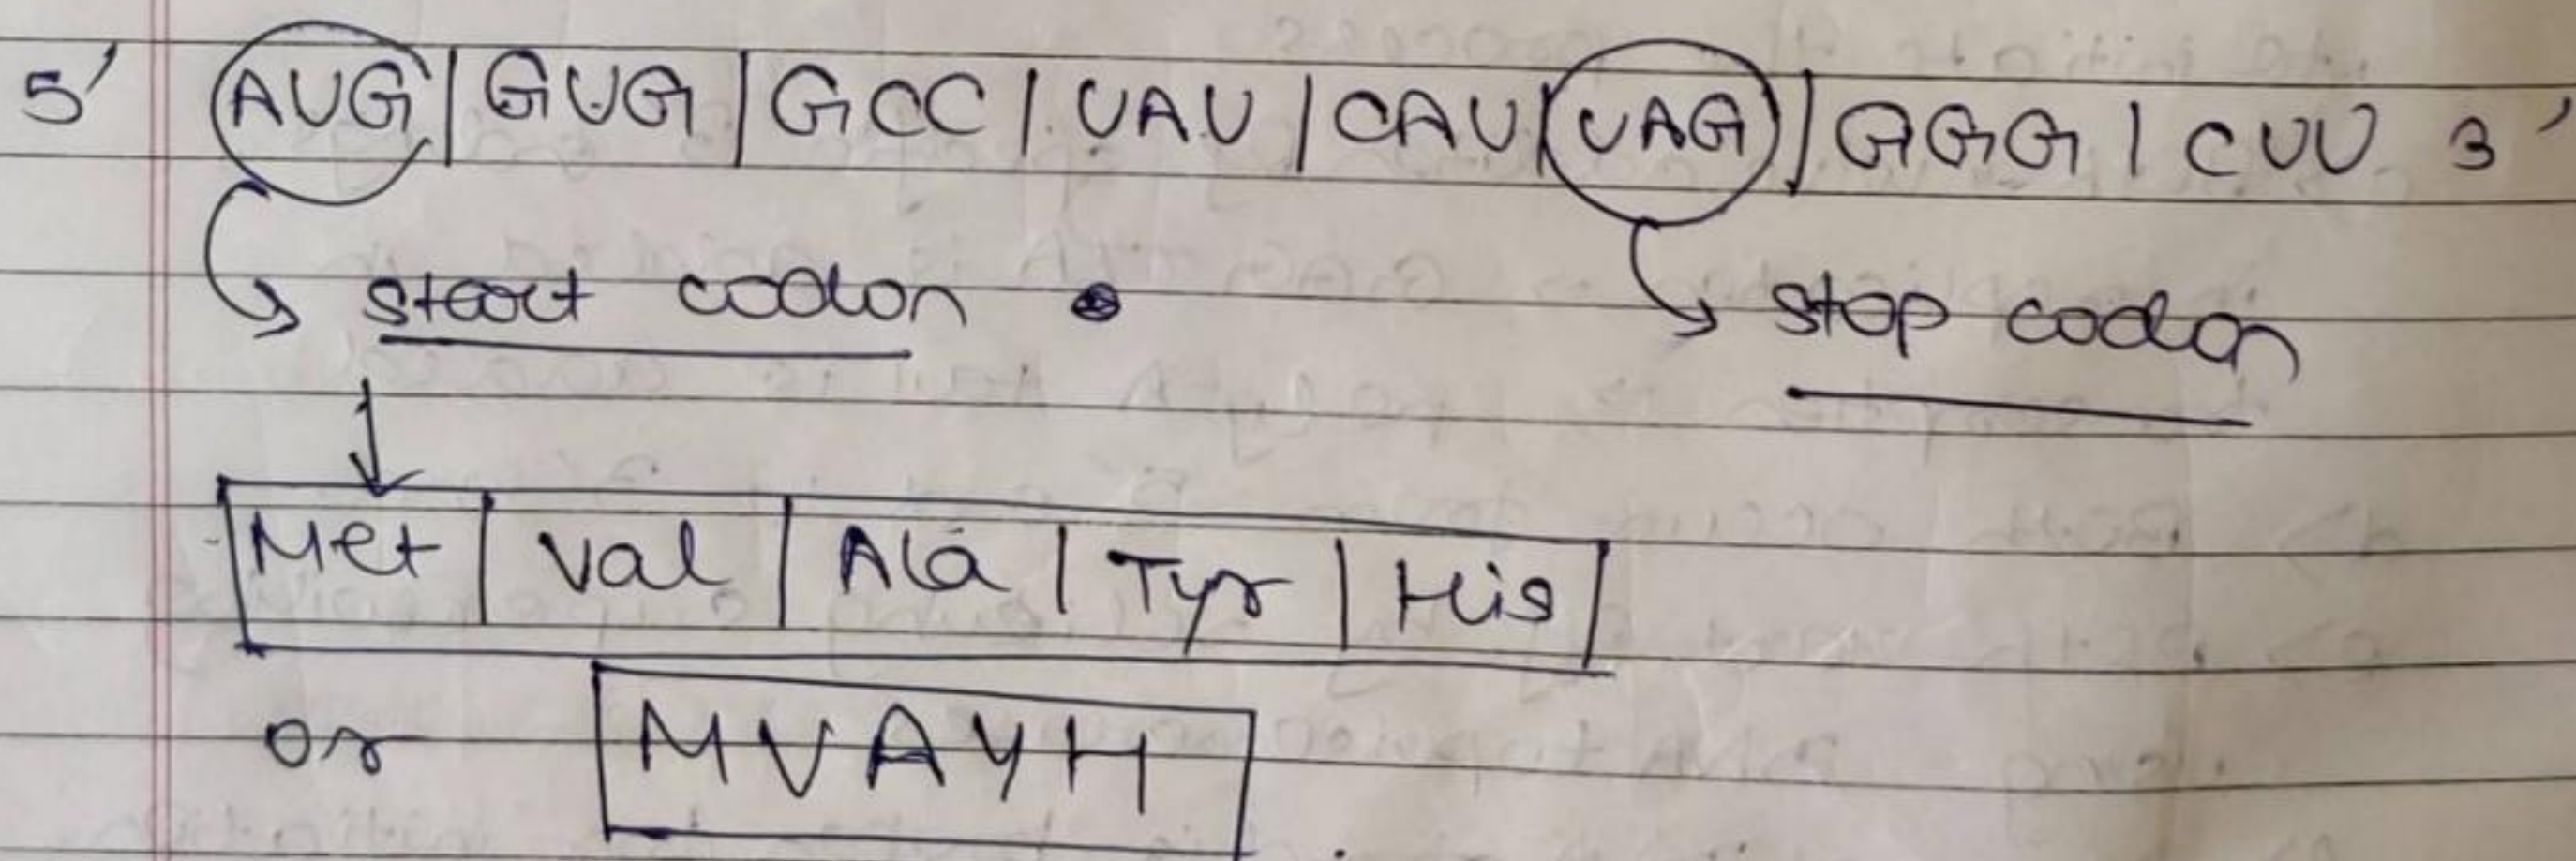 5' AUG | GUG | GCC | UAU | CAU | UAG | GGG | CUU 3'
start codon
stop codon
Met | Val | Ala | Tyr | His
or MVAYH